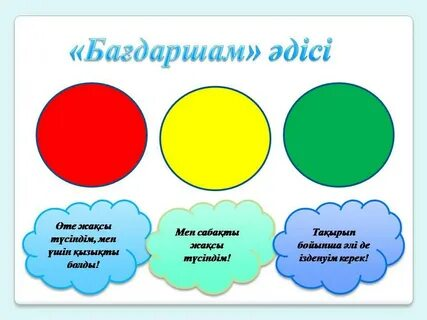 «Бағдаршам» әдісі
Өте жақсы
түсіндім, мен
үшін қызықты
болды!
Мен сабақты
жақсы
түсіндім!
Тақырып
бойынша әлі де
ізденуім керек!